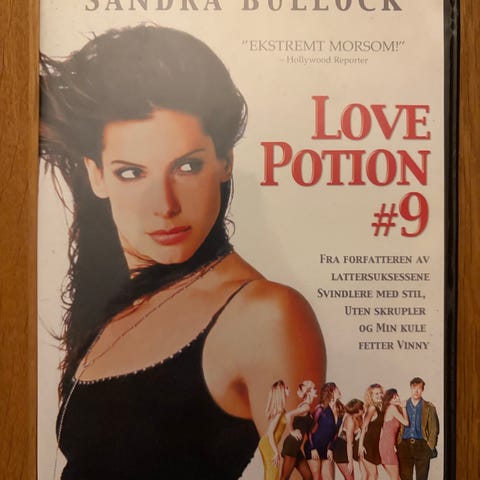 SANDRA BULLOCK
"EKSTREMT MORSOM!"
– Hollywood Reporter
LOVE
POTION
#9
FRA FORFATTEREN AV
LATTERSUKSESSENE
SVINDLERE MED STIL,
UTEN SKRUPLER
OG MIN KULE
FETTER VINNY